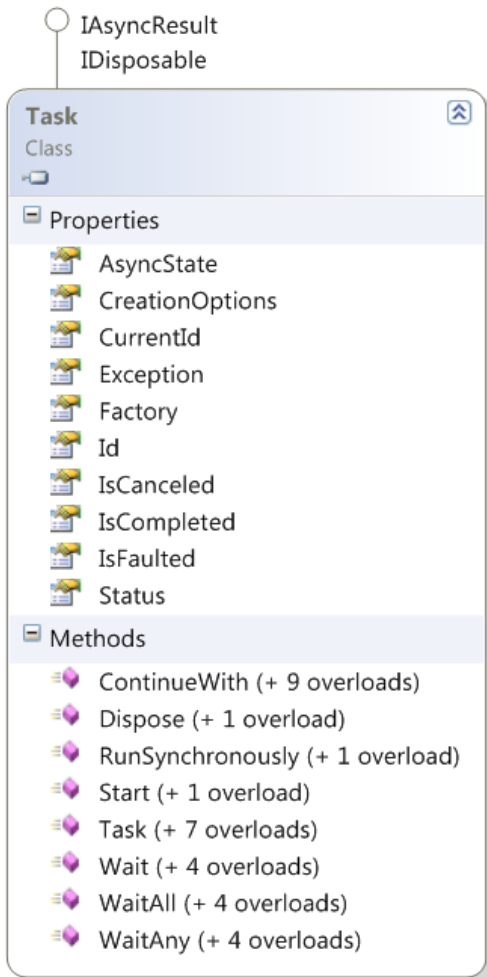 IAsyncResult
IDisposable
Task
Class
Properties
AsyncState
CreationOptions
CurrentId
Exception
Factory
Id
IsCanceled
IsCompleted
IsFaulted
Status
Methods
ContinueWith (+ 9 overloads)
Dispose (+ 1 overload)
RunSynchronously (+ 1 overload)
Start (+ 1 overload)
Task (+ 7 overloads)
Wait (+ 4 overloads)
WaitAll (+ 4 overloads)
WaitAny (+ 4 overloads)